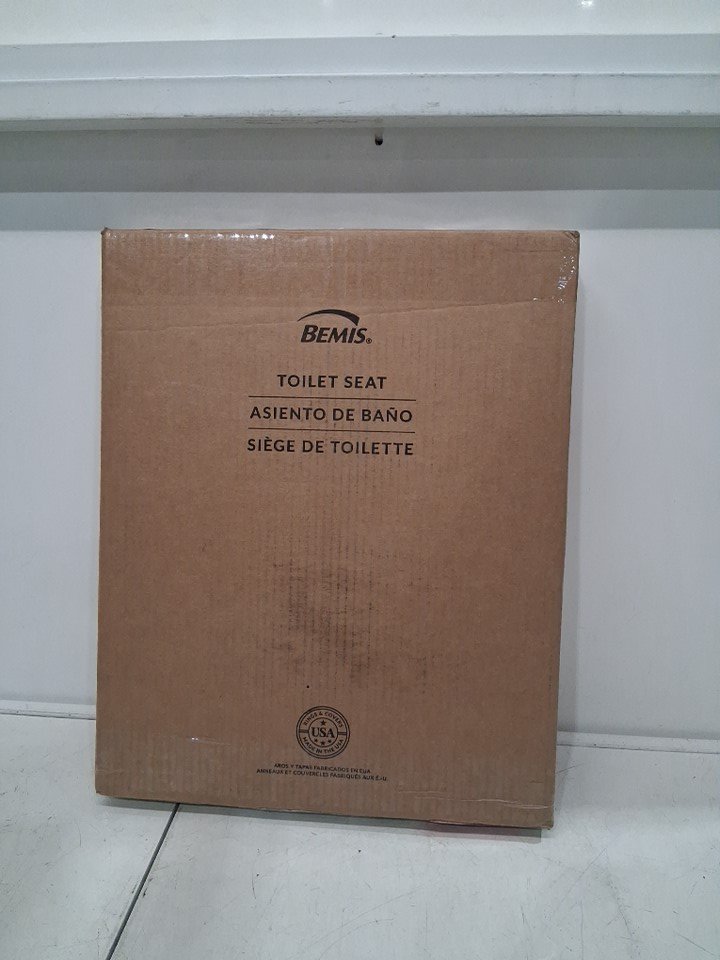 BEMIS®
TOILET SEAT
ASIENTO DE BAÑO
SIÈGE DE TOILETTE
RINGS & COVERS
USA
MADE IN THE USA
AROS Y TAPAS FABRICADOS EN EUA.
ANNEAUX ET COUVERCLES FABRIQUÉS AUX É.-U.